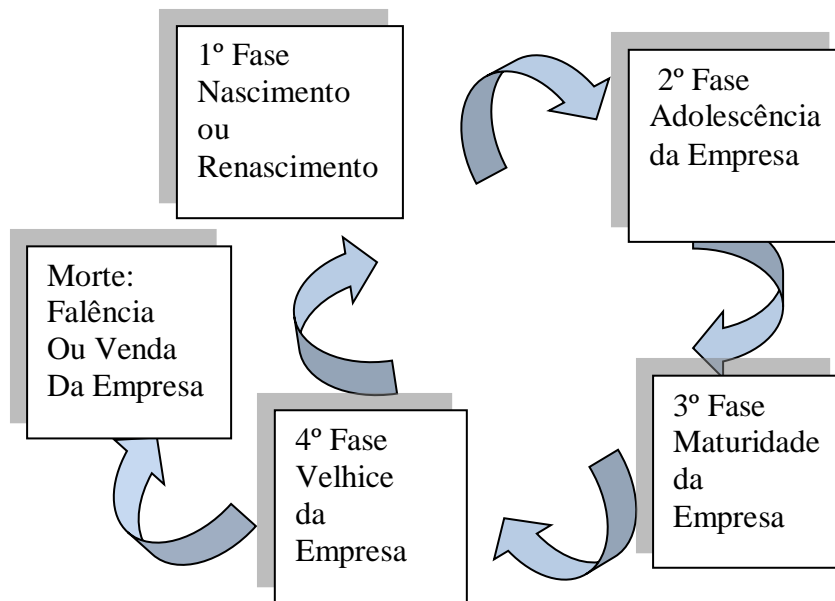 1º Fase
Nascimento
ou
Renascimento
2º Fase
Adolescência
da Empresa
3º Fase
Maturidade
da
Empresa
4º Fase
Velhice
da
Empresa
Morte:
Falência
Ou Venda
Da Empresa